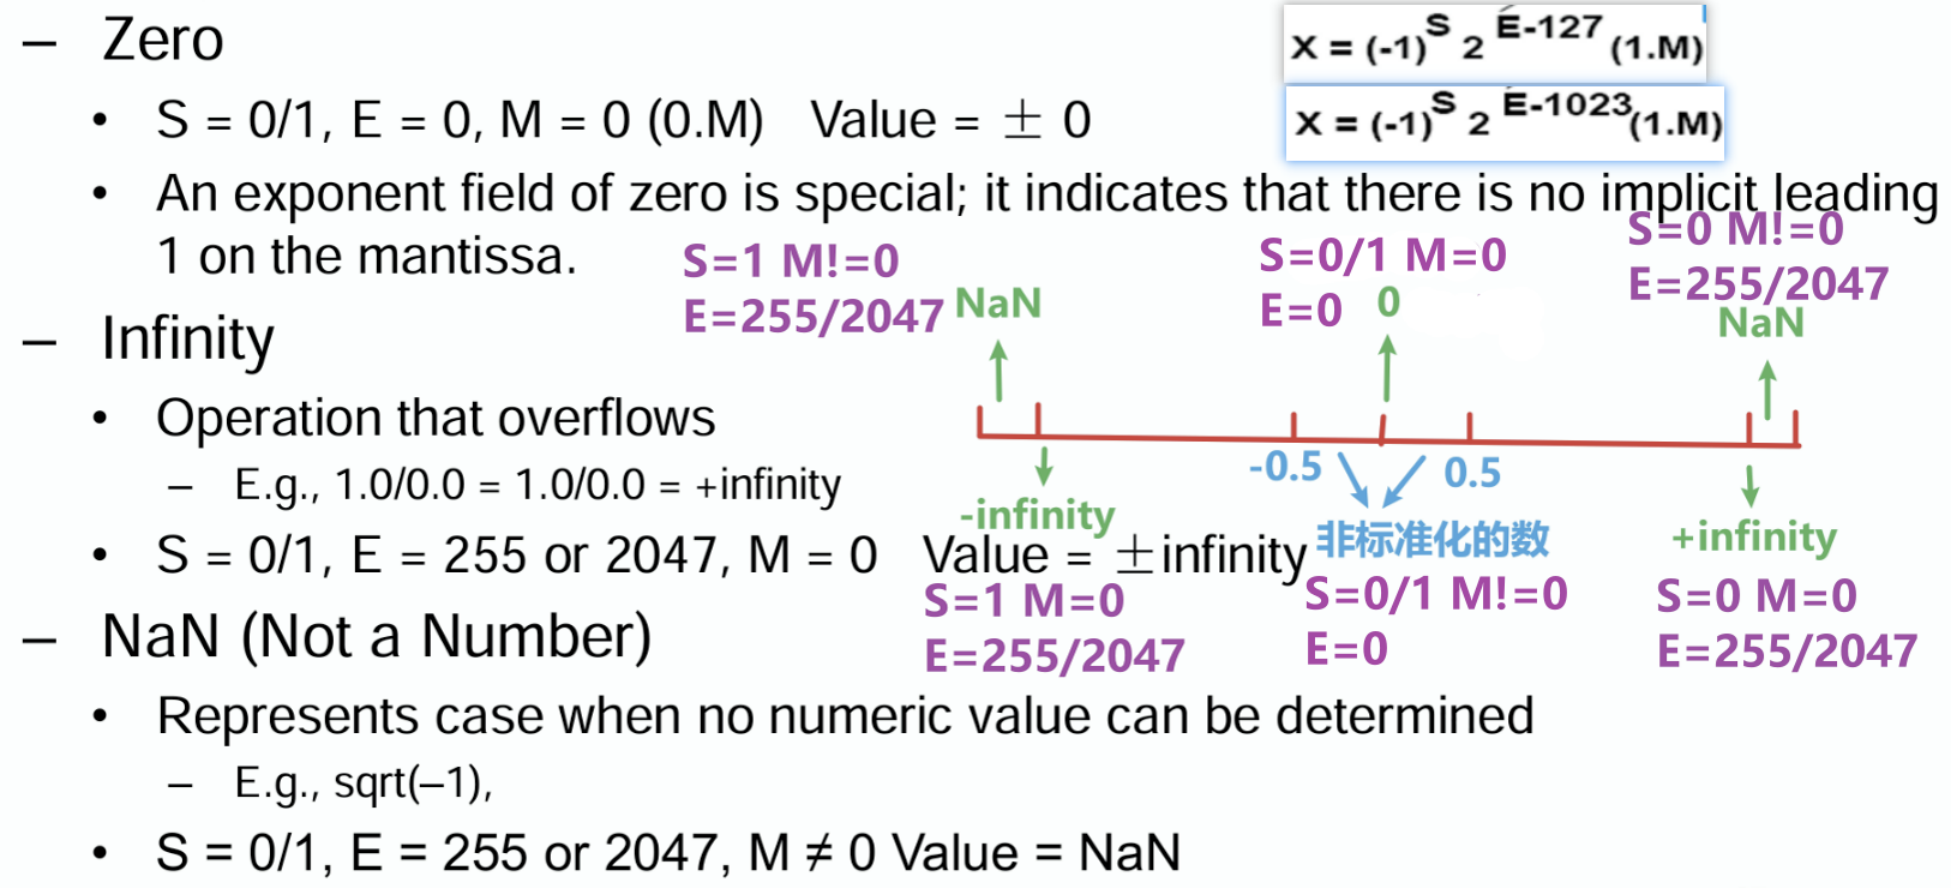 – Zero
X = (-1)^S 2^E-127 (1.M)
• S = 0/1, E = 0, M = 0 (0.M) Value = ± 0
X = (-1)^S 2^E-1023 (1.M)
• An exponent field of zero is special; it indicates that there is no implicit leading
1 on the mantissa.
S=1 M!=0
E=255/2047 NaN
S=0/1 M=0
E=0 0
S=0 M!=0
E=255/2047
NaN
– Infinity
• Operation that overflows
– E.g., 1.0/0.0 = 1.0/0.0 = +infinity
-0.5
0.5
-infinity
非标准化的数
+infinity
• S = 0/1, E = 255 or 2047, M = 0 Value = ±infinity
S=1 M=0
E=255/2047
S=0/1 M!=0
E=0
S=0 M=0
E=255/2047
– NaN (Not a Number)
• Represents case when no numeric value can be determined
– E.g., sqrt(–1),
• S = 0/1, E = 255 or 2047, M ≠ 0 Value = NaN